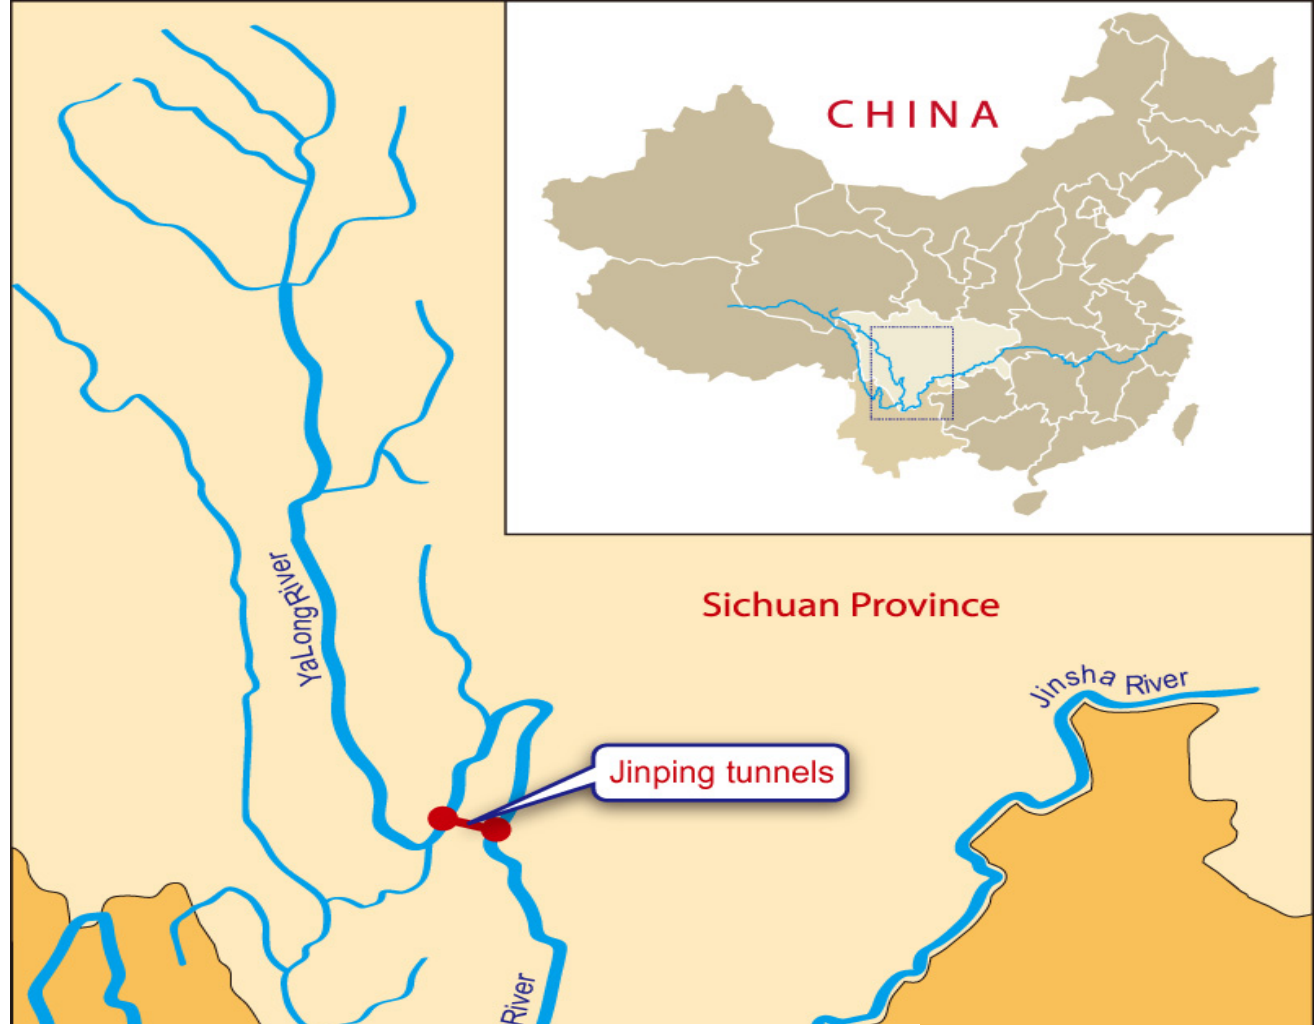 CHINA
Sichuan Province
YaLongRiver
Jinsha River
Jinping tunnels
River